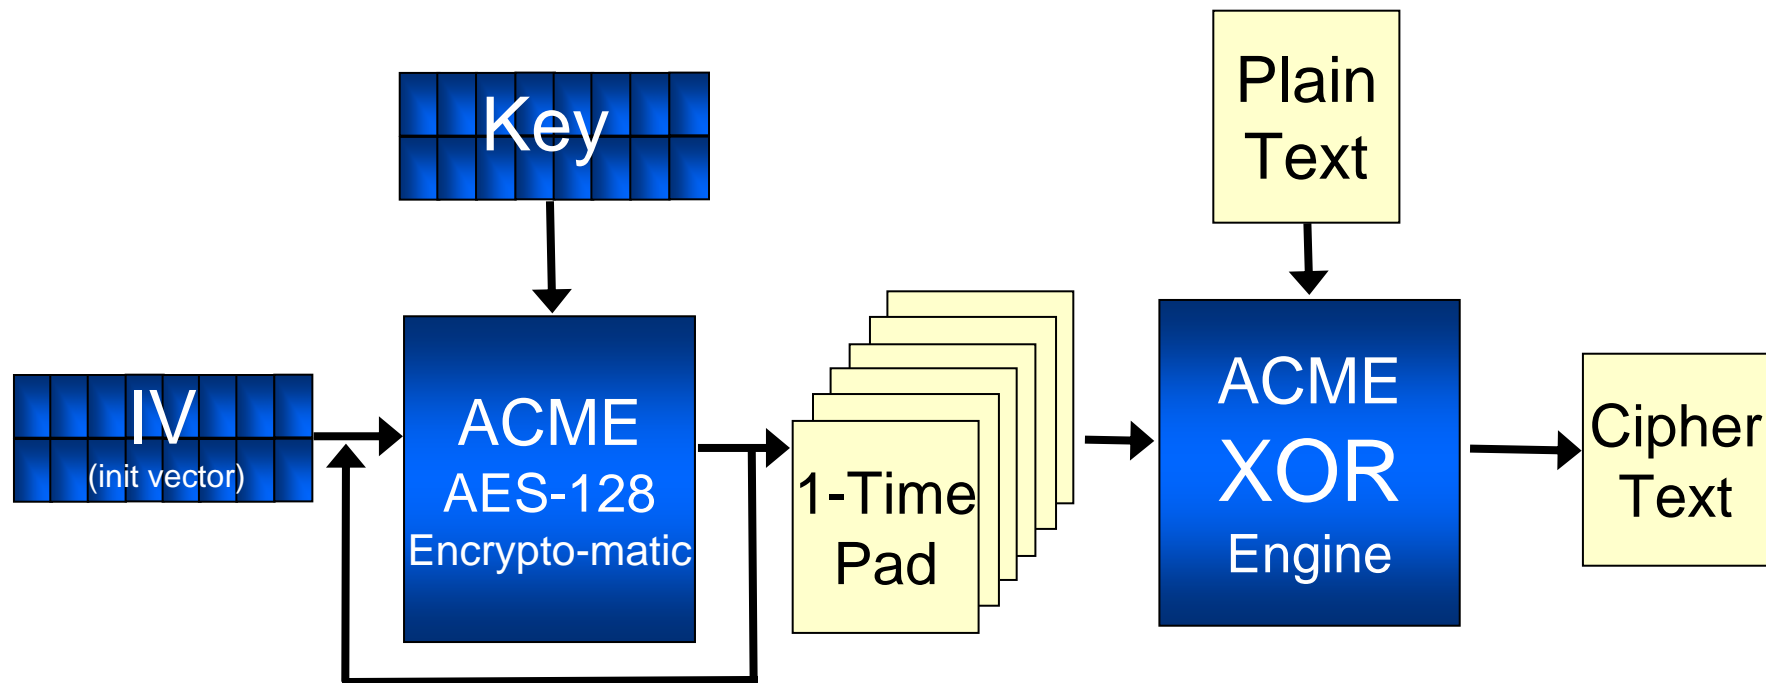 Key
Plain
Text
IV
(init vector)
ACME
AES-128
Encrypto-matic
1-Time
Pad
ACME
XOR
Engine
Cipher
Text